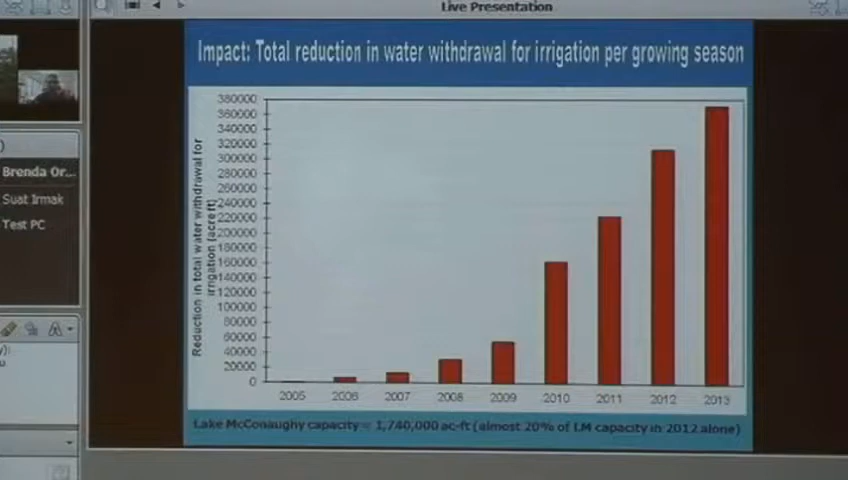 Live Presentation
Impact: Total reduction in water withdrawal for irrigation per growing season
Brenda Or...
Suat Irmak
Test PC
Reduction in total water withdrawal for
irrigation (acre ft)
380000
360000
340000
320000
300000
280000
260000
240000
220000
200000
180000
160000
140000
120000
100000
80000
60000
40000
20000
0
2005 2006 2007 2008 2009 2010 2011 2012 2013
Lake McConaughy capacity = 1,740,000 ac-ft (almost 20% of LM capacity in 2012 alone)